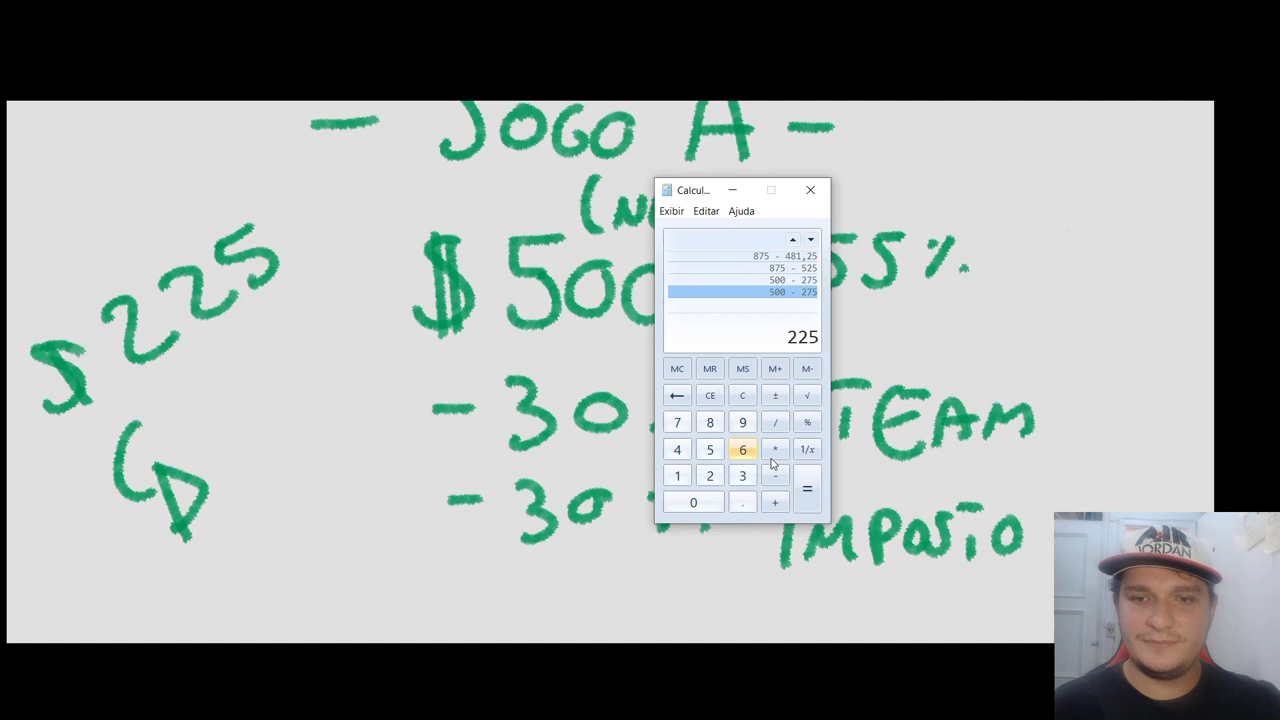 - JOGO A -
$ 500
55 %.
- 30
TEAM
- 30
IMPOSTO
$ 225
Calcul...
Exibir Editar Ajuda
875 - 481,25
875 - 525
500 - 275
500 - 275
225
MC MR MS M+ M-
← CE C ± √
7 8 9 / %
4 5 6 * 1/x
1 2 3 - =
0 . +
JORDAN